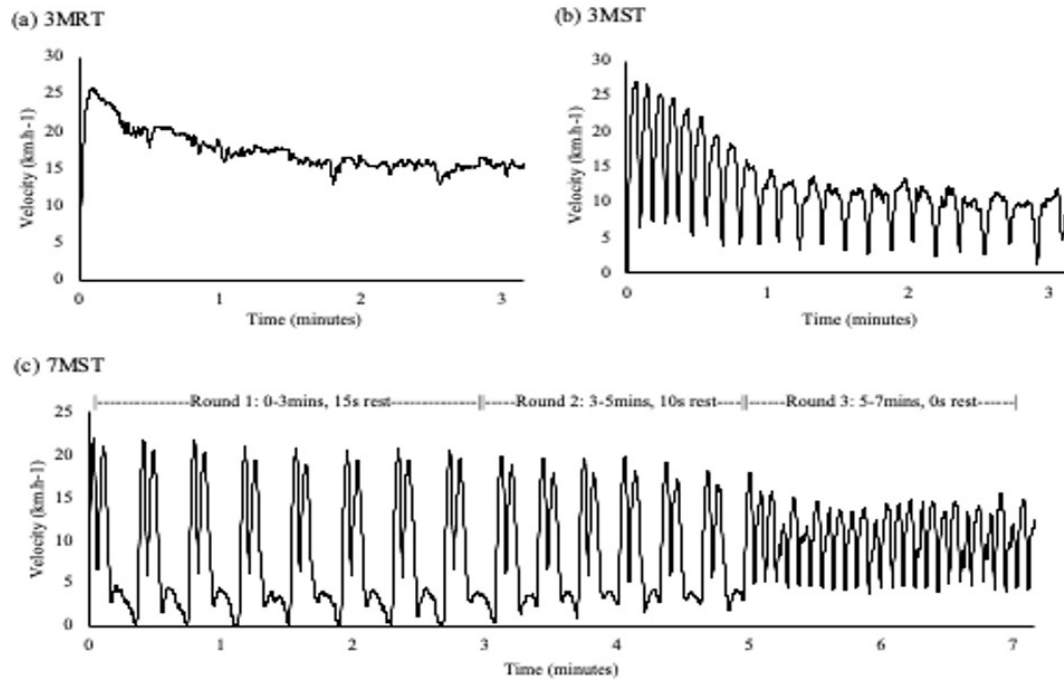 (a) 3MRT
30
25
20
15
10
5
0
Velocity (km.h-1)
0 1 2 3
Time (minutes)
(b) 3MST
30
25
20
15
10
5
0
Velocity (km.h-1)
0 1 2 3
Time (minutes)
(c) 7MST
|----------------Round 1: 0-3mins, 15s rest----------------||-----Round 2: 3-5mins, 10s rest-----||------Round 3: 5-7mins, 0s rest------|
25
20
15
10
5
0
Velocity (km.h-1)
0 1 2 3 4 5 6 7
Time (minutes)